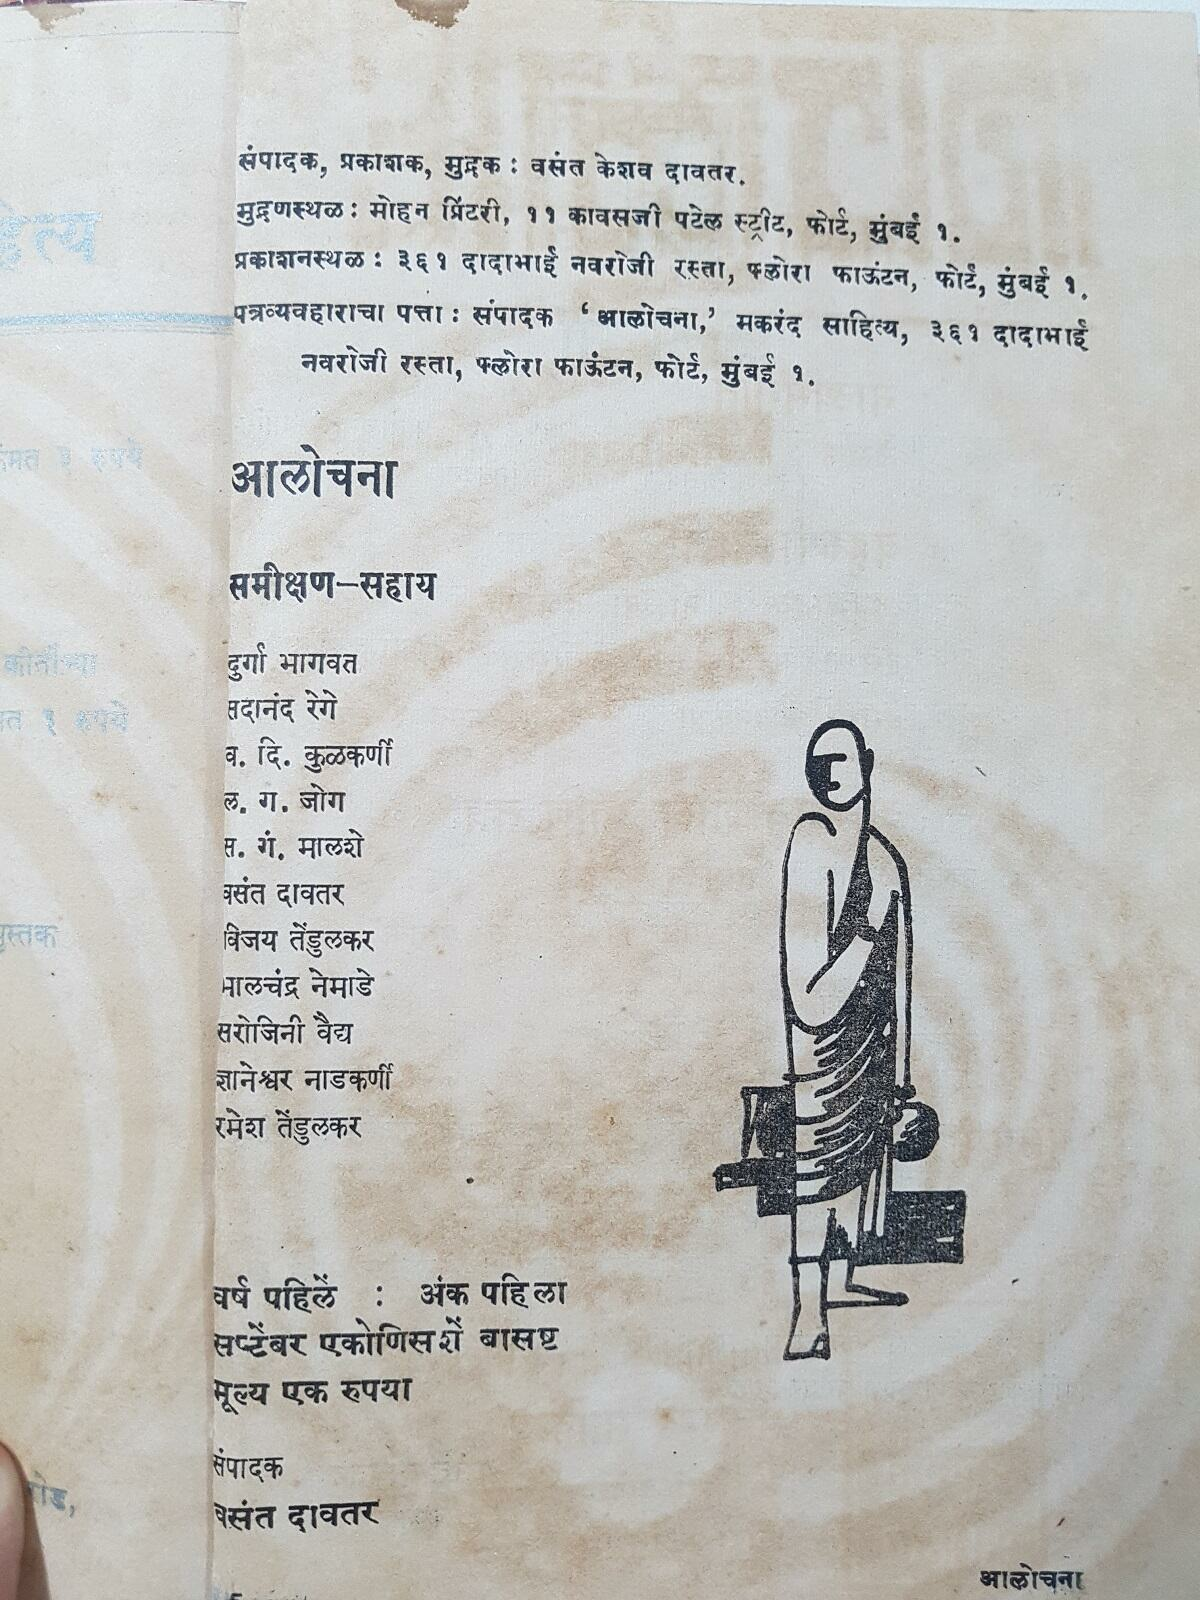 संपादक, प्रकाशक, मुद्रक : वसंत केशव दावतर.
मुद्रणस्थळ : मोहन प्रिंटरी, ११ कावसजी पटेल स्ट्रीट, फोर्ट, मुंबई १.
प्रकाशनस्थळ : ३६१ दादाभाई नवरोजी रस्ता, फ्लोरा फाऊंटन, फोर्ट, मुंबई १.
पत्रव्यवहाराचा पत्ता : संपादक ‘आलोचना,’ मकरंद साहित्य, ३६१ दादाभाई
नवरोजी रस्ता, फ्लोरा फाऊंटन, फोर्ट, मुंबई १.
आलोचना
समीक्षण–सहाय
दुर्गा भागवत
सदानंद रेगे
व. दि. कुळकर्णी
ल. ग. जोग
स. गं. मालशे
वसंत दावतर
विजय तेंडुलकर
भालचंद्र नेमाडे
सरोजिनी वैद्य
ज्ञानेश्वर नाडकर्णी
रमेश तेंडुलकर
वर्ष पहिलें : अंक पहिला
सप्टेंबर एकोणिसशें बासष्ट
मूल्य एक रुपया
संपादक
वसंत दावतर
आलोचना